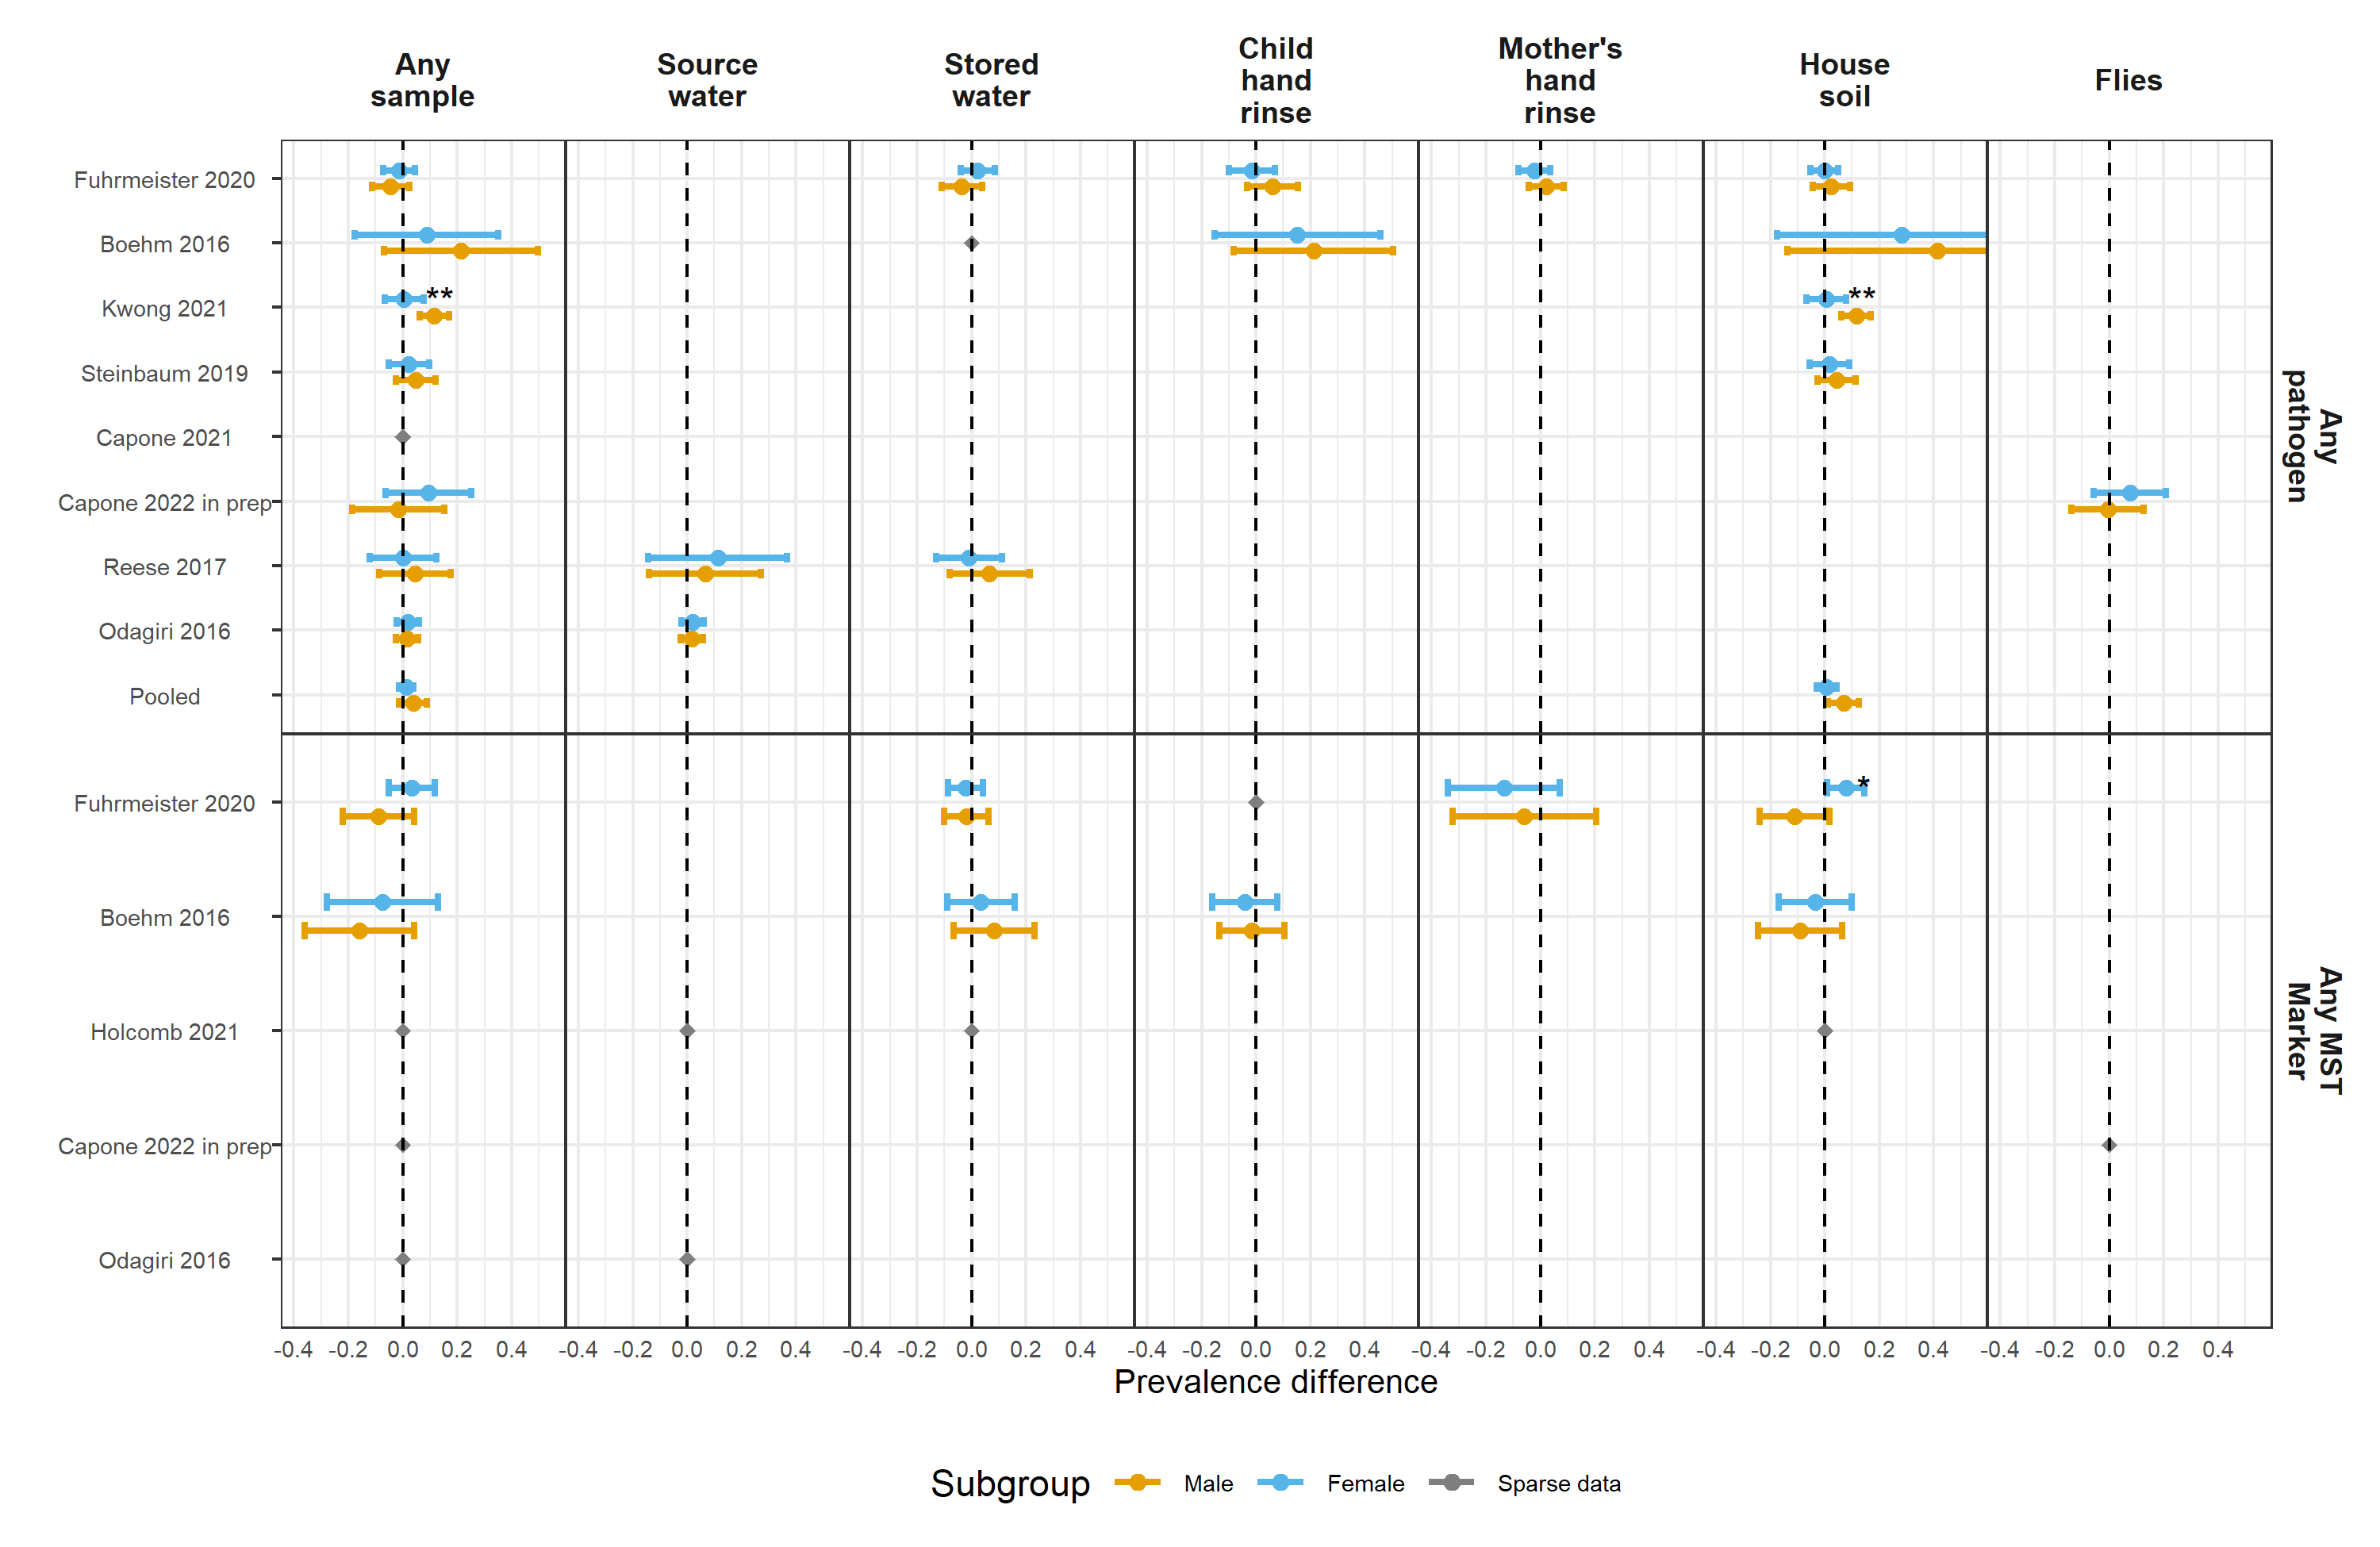 Any
sample
Source
water
Stored
water
Child
hand
rinse
Mother's
hand
rinse
House
soil
Flies
Fuhrmeister 2020
Boehm 2016
Kwong 2021
**
**
Steinbaum 2019
Capone 2021
Capone 2022 in prep
Reese 2017
Odagiri 2016
Pooled
Any
pathogen
Fuhrmeister 2020
*
Boehm 2016
Holcomb 2021
Capone 2022 in prep
Odagiri 2016
Any MST
Marker
-0.4 -0.2 0.0 0.2 0.4 -0.4 -0.2 0.0 0.2 0.4 -0.4 -0.2 0.0 0.2 0.4 -0.4 -0.2 0.0 0.2 0.4 -0.4 -0.2 0.0 0.2 0.4 -0.4 -0.2 0.0 0.2 0.4 -0.4 -0.2 0.0 0.2 0.4
Prevalence difference
Subgroup Male Female Sparse data